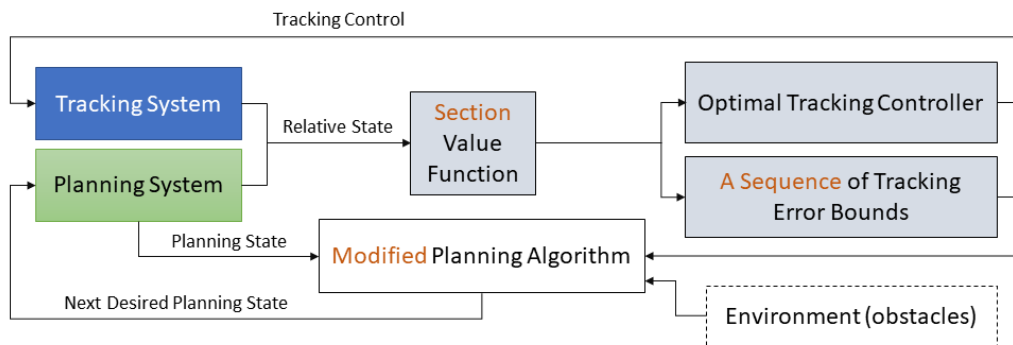 Tracking Control
Tracking System
Relative State
Section
Value
Function
Optimal Tracking Controller
Planning System
A Sequence of Tracking
Error Bounds
Planning State
Modified Planning Algorithm
Next Desired Planning State
Environment (obstacles)